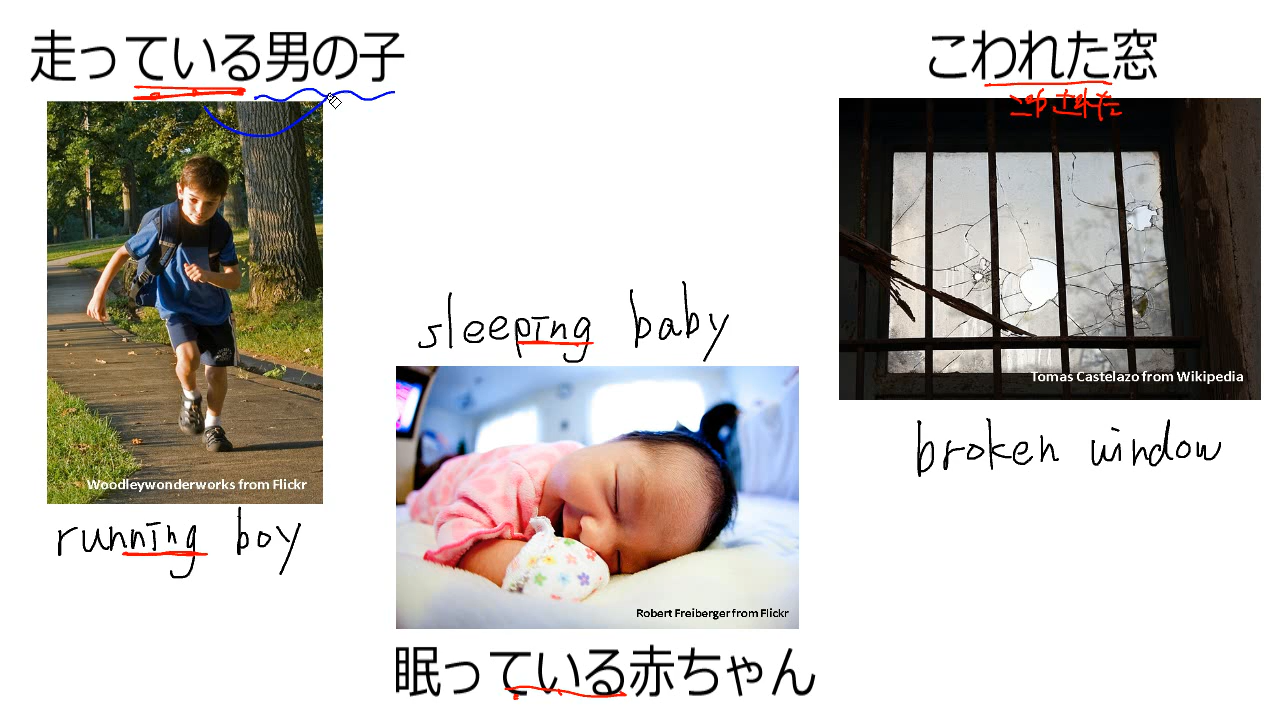 走っている男の子
Woodleywonderworks from Flickr
running boy
sleeping baby
Robert Freiberger from Flickr
眠っている赤ちゃん
こわれた窓
Tomas Castelazo from Wikipedia
broken window